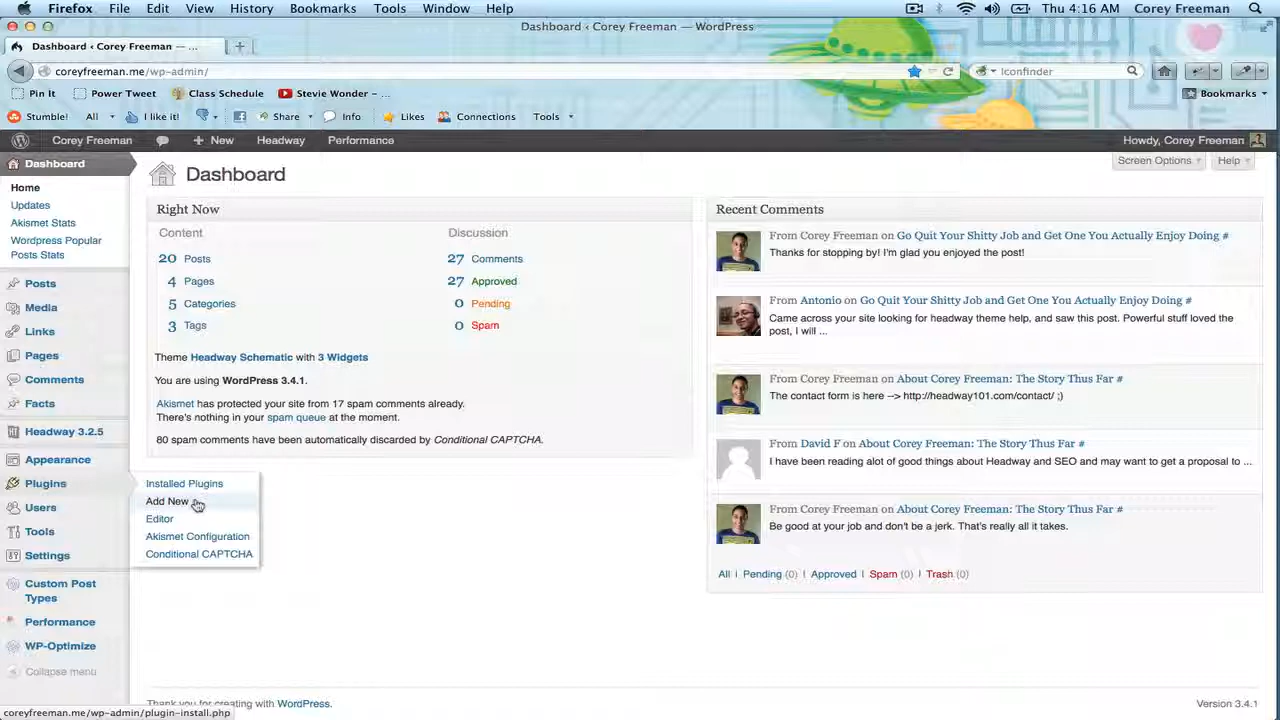 Firefox File Edit View History Bookmarks Tools Window Help Thu 4:16 AM Corey Freeman
Dashboard ‹ Corey Freeman — WordPress
Dashboard ‹ Corey Freeman — ...
coreyfreeman.me/wp-admin/ Iconfinder
Pin It Power Tweet Class Schedule Stevie Wonder – ... Bookmarks
Stumble! All I like it! Share Info Likes Connections Tools
Corey Freeman + New Headway Performance Howdy, Corey Freeman
Screen Options Help
Dashboard
Home
Updates
Akismet Stats
Wordpress Popular
Posts Stats
Posts
Media
Links
Pages
Comments
Facts
Headway 3.2.5
Appearance
Plugins
Users
Tools
Settings
Custom Post
Types
Performance
WP-Optimize
Collapse menu
Installed Plugins
Add New
Editor
Akismet Configuration
Conditional CAPTCHA
Dashboard
Right Now
Content Discussion
20 Posts 27 Comments
4 Pages 27 Approved
5 Categories 0 Pending
3 Tags 0 Spam
Theme Headway Schematic with 3 Widgets
You are using WordPress 3.4.1.
Akismet has protected your site from 17 spam comments already.
There's nothing in your spam queue at the moment.
80 spam comments have been automatically discarded by Conditional CAPTCHA.
Recent Comments
From Corey Freeman on Go Quit Your Shitty Job and Get One You Actually Enjoy Doing #
Thanks for stopping by! I'm glad you enjoyed the post!
From Antonio on Go Quit Your Shitty Job and Get One You Actually Enjoy Doing #
Came across your site looking for headway theme help, and saw this post. Powerful stuff loved the
post, I will ...
From Corey Freeman on About Corey Freeman: The Story Thus Far #
The contact form is here --> http://headway101.com/contact/ ;)
From David F on About Corey Freeman: The Story Thus Far #
I have been reading alot of good things about Headway and SEO and may want to get a proposal to ...
From Corey Freeman on About Corey Freeman: The Story Thus Far #
Be good at your job and don't be a jerk. That's really all it takes.
All | Pending (0) | Approved | Spam (0) | Trash (0)
Thank you for creating with WordPress. Version 3.4.1
coreyfreeman.me/wp-admin/plugin-install.php